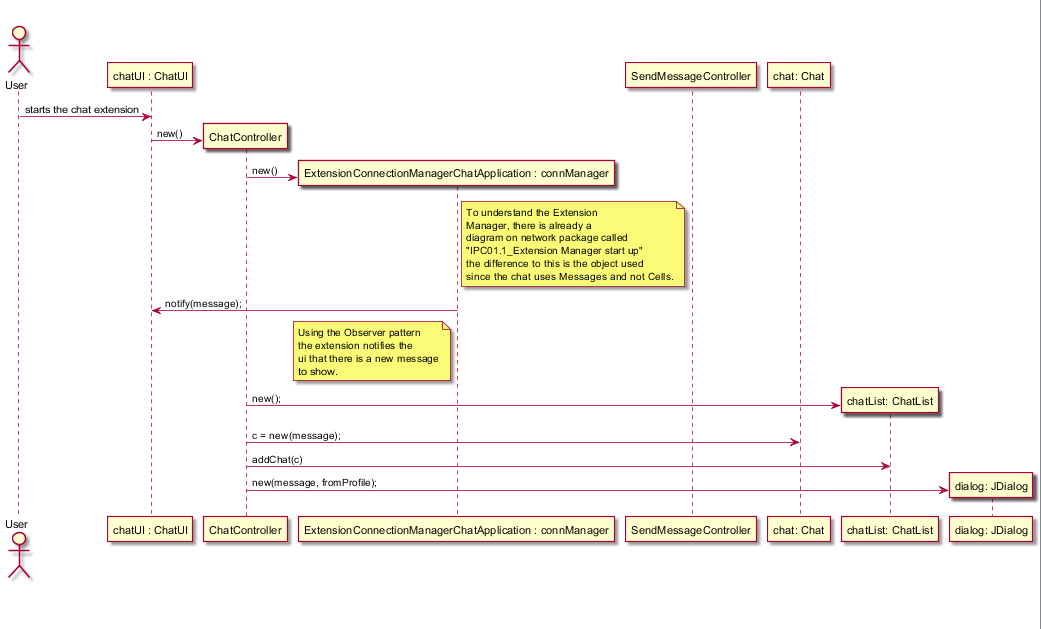 User
chatUI : ChatUI
SendMessageController
chat: Chat
starts the chat extension
new()
ChatController
new()
ExtensionConnectionManagerChatApplication : connManager
To understand the Extension
Manager, there is already a
diagram on network package called
"IPC01.1_Extension Manager start up"
the difference to this is the object used
since the chat uses Messages and not Cells.
notify(message);
Using the Observer pattern
the extension notifies the
ui that there is a new message
to show.
new();
chatList: ChatList
c = new(message);
addChat(c)
new(message, fromProfile);
dialog: JDialog
User
chatUI : ChatUI
ChatController
ExtensionConnectionManagerChatApplication : connManager
SendMessageController
chat: Chat
chatList: ChatList
dialog: JDialog